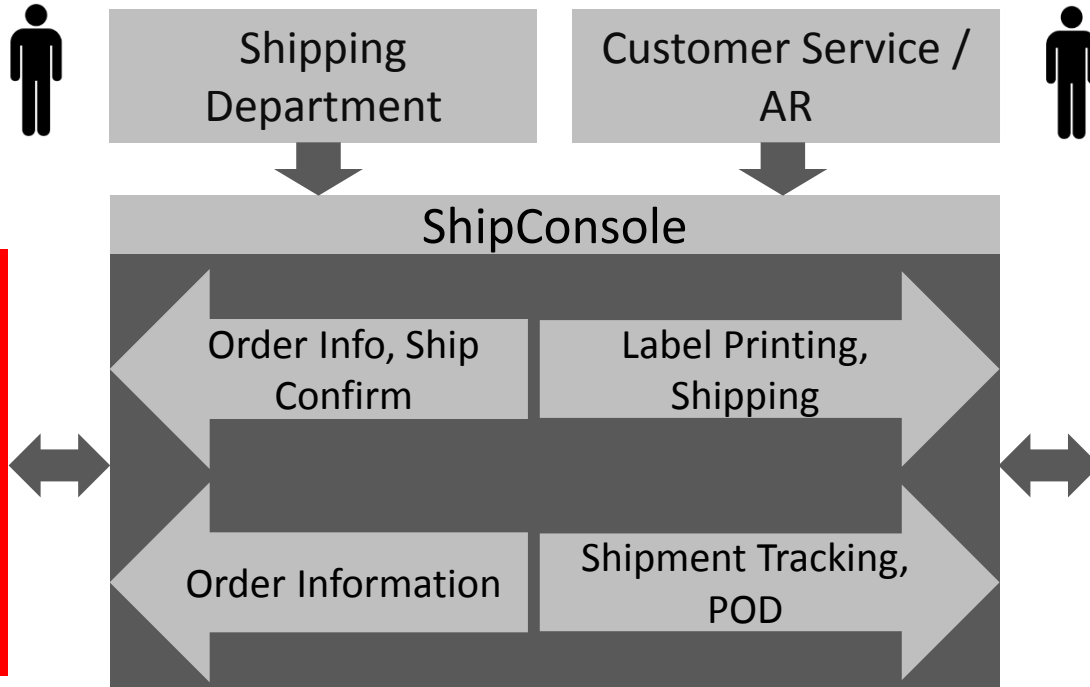 Shipping
Department
Customer Service /
AR
ShipConsole
Order Info, Ship
Confirm
Label Printing,
Shipping
Order Information
Shipment Tracking,
POD